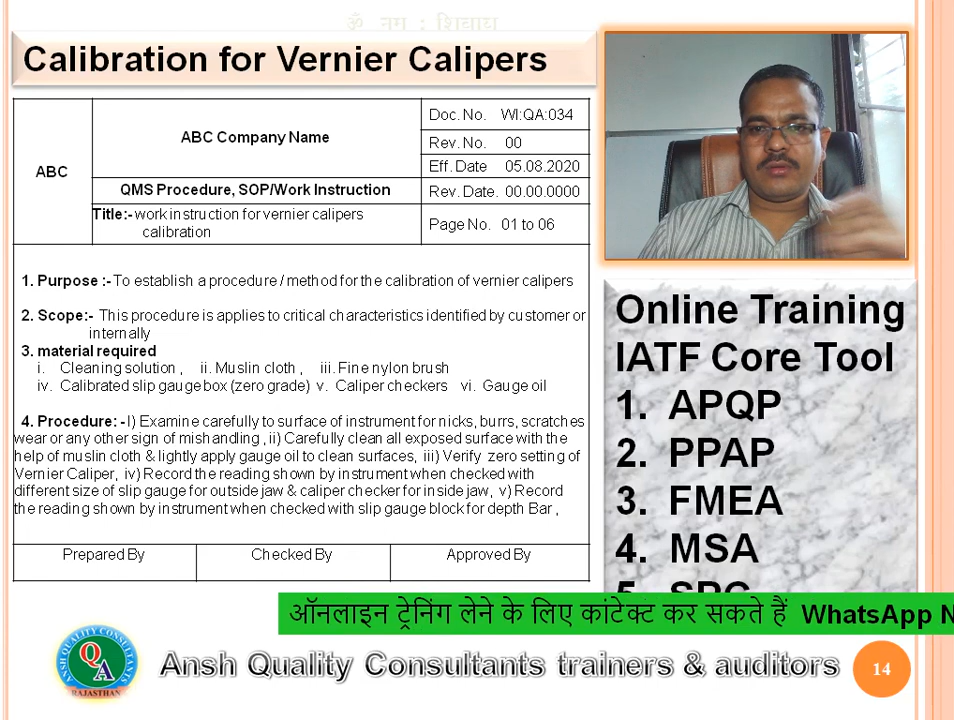 ॐ नम : शिवाय
Calibration for Vernier Calipers
ABC
ABC Company Name
Doc. No. WI:QA:034
Rev. No. 00
Eff. Date 05.08.2020
QMS Procedure, SOP/Work Instruction
Rev. Date. 00.00.0000
Title:- work instruction for vernier calipers
calibration
Page No. 01 to 06
1. Purpose :- To establish a procedure / method for the calibration of vernier calipers
2. Scope:- This procedure is applies to critical characteristics identified by customer or
internally
3. material required
i. Cleaning solution , ii. Muslin cloth , iii. Fine nylon brush
iv. Calibrated slip gauge box (zero grade) v. Caliper checkers vi. Gauge oil
4. Procedure: - I) Examine carefully to surface of instrument for nicks, burrs, scratches
wear or any other sign of mishandling , ii) Carefully clean all exposed surface with the
help of muslin cloth & lightly apply gauge oil to clean surfaces, iii) Verify zero setting of
Vernier Caliper, iv) Record the reading shown by instrument when checked with
different size of slip gauge for outside jaw & caliper checker for inside jaw, v) Record
the reading shown by instrument when checked with slip gauge block for depth Bar ,
Prepared By
Checked By
Approved By
Online Training
IATF Core Tool
1. APQP
2. PPAP
3. FMEA
4. MSA
5. SPC
ऑनलाइन ट्रेनिंग लेने के लिए कांटेक्ट कर सकते हैं WhatsApp N
ANSH QUALITY CONSULTANTS
QA
RAJASTHAN
Ansh Quality Consultants trainers & auditors
14